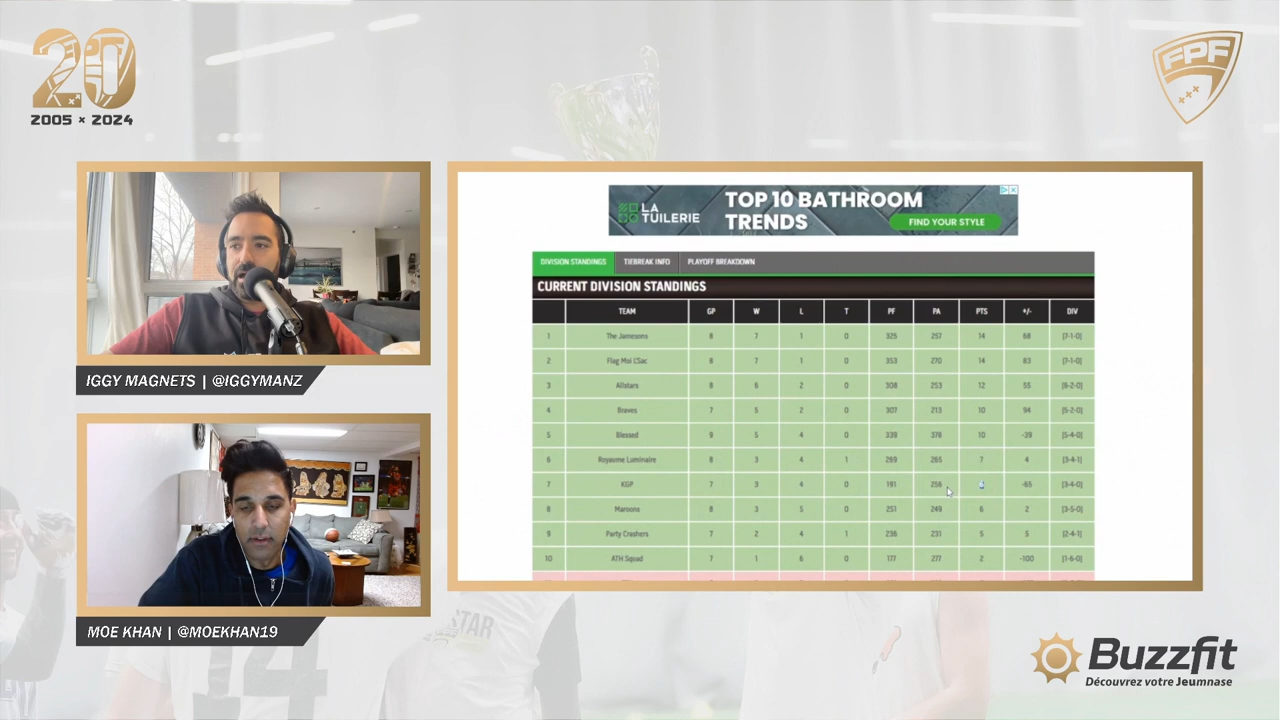 20
2005 × 2024
FPF
LA TUILERIE
TOP 10 BATHROOM
TRENDS
FIND YOUR STYLE
DIVISION STANDINGS TIEBREAK INFO PLAYOFF BREAKDOWN
CURRENT DIVISION STANDINGS
TEAM GP W L T PF PA PTS +/- DIV
1 The Jamesons 8 7 1 0 325 257 14 68 [7-1-0]
2 Flag Moi L'Sac 8 7 1 0 353 270 14 83 [7-1-0]
3 Allstars 8 6 2 0 308 253 12 55 [6-2-0]
4 Braves 7 5 2 0 307 213 10 94 [5-2-0]
5 Blessed 9 5 4 0 339 378 10 -39 [5-4-0]
6 Royaume Luminaire 8 3 4 1 269 265 7 4 [3-4-1]
7 KGP 7 3 4 0 191 256 -65 [3-4-0]
8 Maroons 8 3 5 0 251 249 6 2 [3-5-0]
9 Party Crashers 7 2 4 1 236 231 5 5 [2-4-1]
10 ATH Squad 7 1 6 0 177 277 2 -100 [1-6-0]
IGGY MAGNETS | @IGGYMANZ
MOE KHAN | @MOEKHAN19
STAR
14
Buzzfit
Découvrez votre Jeumnase